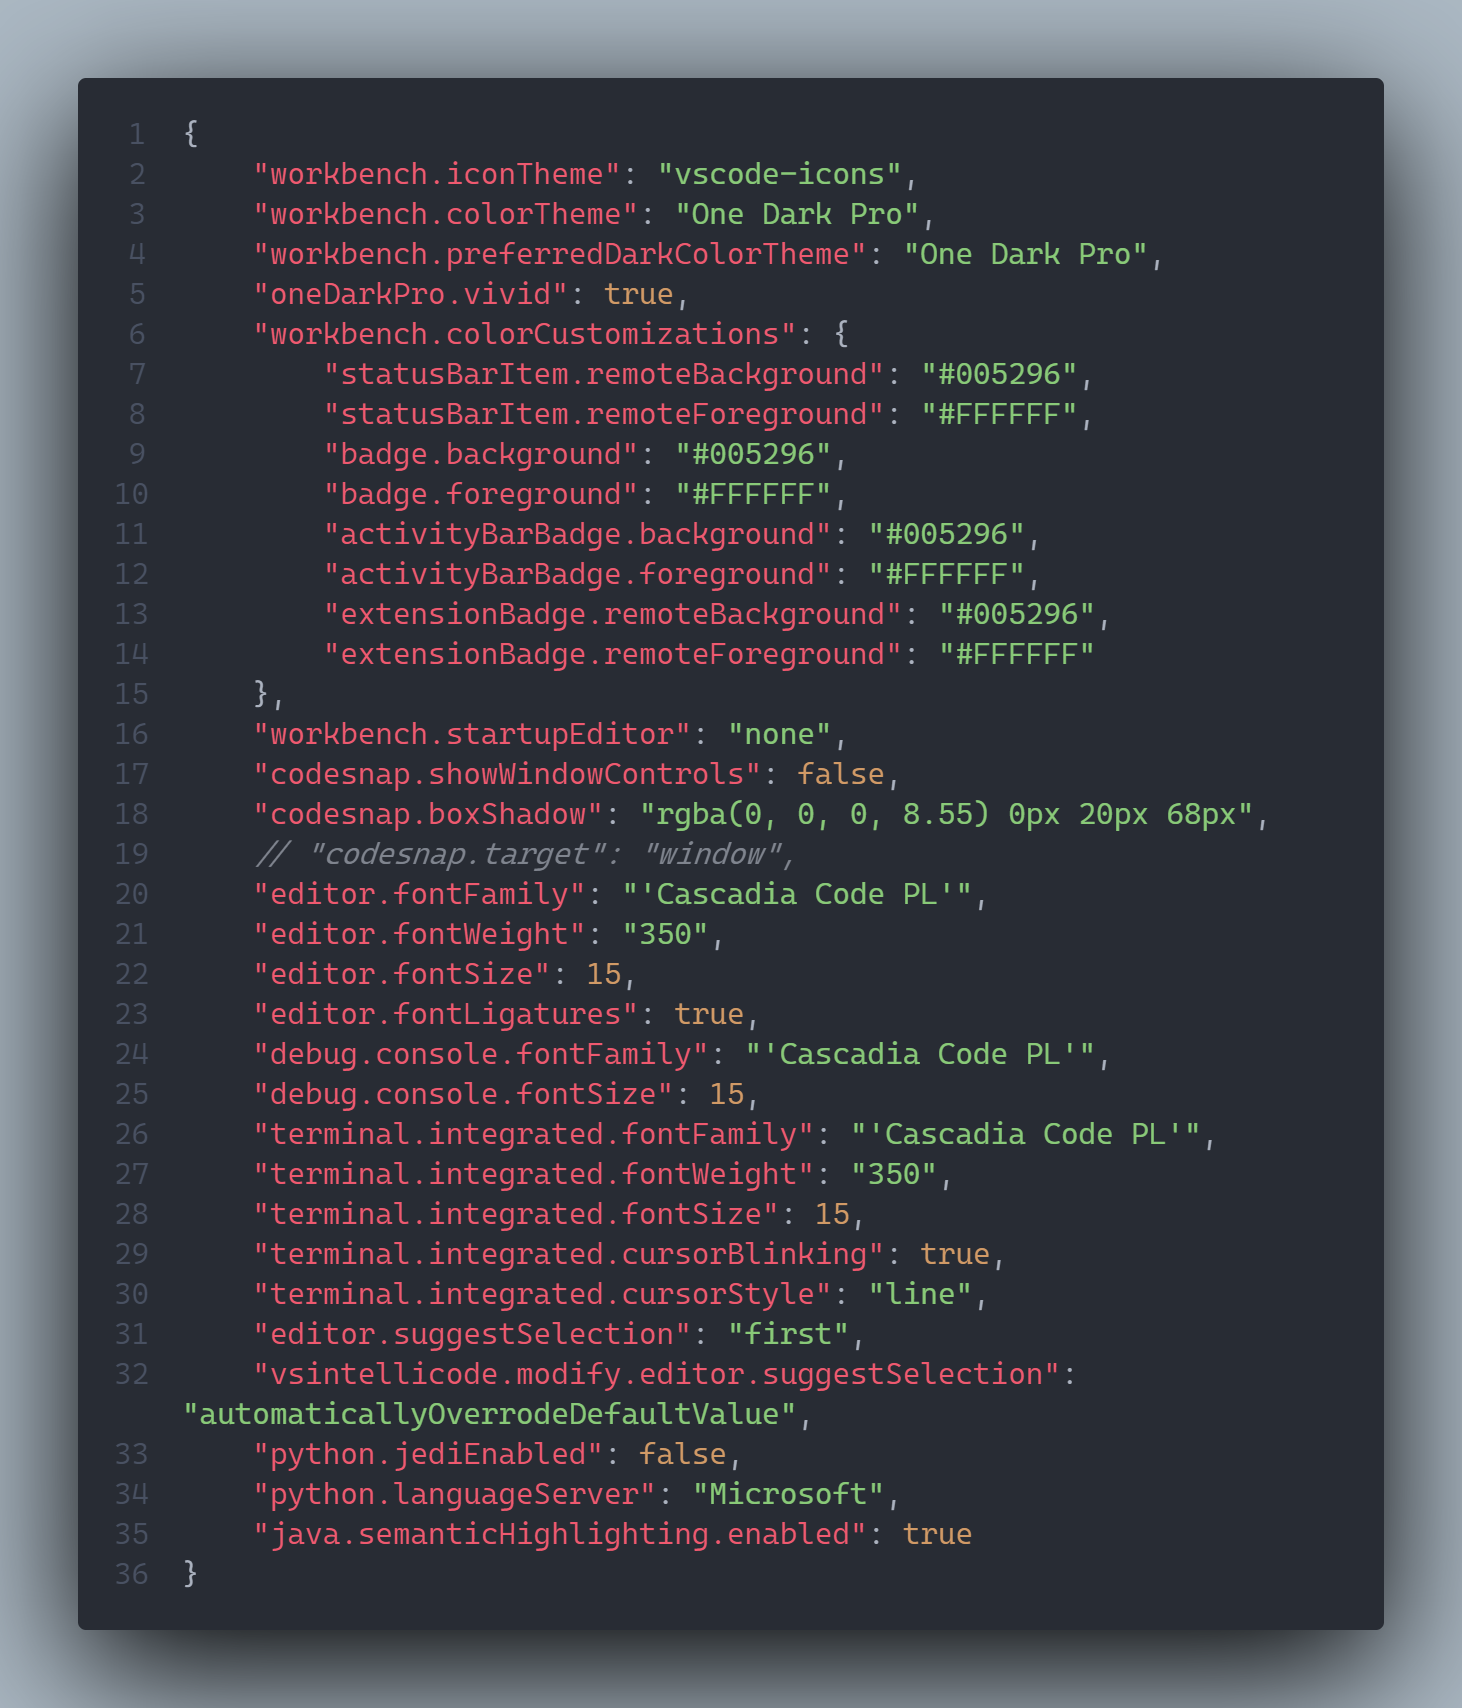 1 {
2     "workbench.iconTheme": "vscode-icons",
3     "workbench.colorTheme": "One Dark Pro",
4     "workbench.preferredDarkColorTheme": "One Dark Pro",
5     "oneDarkPro.vivid": true,
6     "workbench.colorCustomizations": {
7         "statusBarItem.remoteBackground": "#005296",
8         "statusBarItem.remoteForeground": "#FFFFFF",
9         "badge.background": "#005296",
10         "badge.foreground": "#FFFFFF",
11         "activityBarBadge.background": "#005296",
12         "activityBarBadge.foreground": "#FFFFFF",
13         "extensionBadge.remoteBackground": "#005296",
14         "extensionBadge.remoteForeground": "#FFFFFF"
15     },
16     "workbench.startupEditor": "none",
17     "codesnap.showWindowControls": false,
18     "codesnap.boxShadow": "rgba(0, 0, 0, 8.55) 0px 20px 68px",
19     // "codesnap.target": "window",
20     "editor.fontFamily": "'Cascadia Code PL'",
21     "editor.fontWeight": "350",
22     "editor.fontSize": 15,
23     "editor.fontLigatures": true,
24     "debug.console.fontFamily": "'Cascadia Code PL'",
25     "debug.console.fontSize": 15,
26     "terminal.integrated.fontFamily": "'Cascadia Code PL'",
27     "terminal.integrated.fontWeight": "350",
28     "terminal.integrated.fontSize": 15,
29     "terminal.integrated.cursorBlinking": true,
30     "terminal.integrated.cursorStyle": "line",
31     "editor.suggestSelection": "first",
32     "vsintellicode.modify.editor.suggestSelection":
"automaticallyOverrodeDefaultValue",
33     "python.jediEnabled": false,
34     "python.languageServer": "Microsoft",
35     "java.semanticHighlighting.enabled": true
36 }